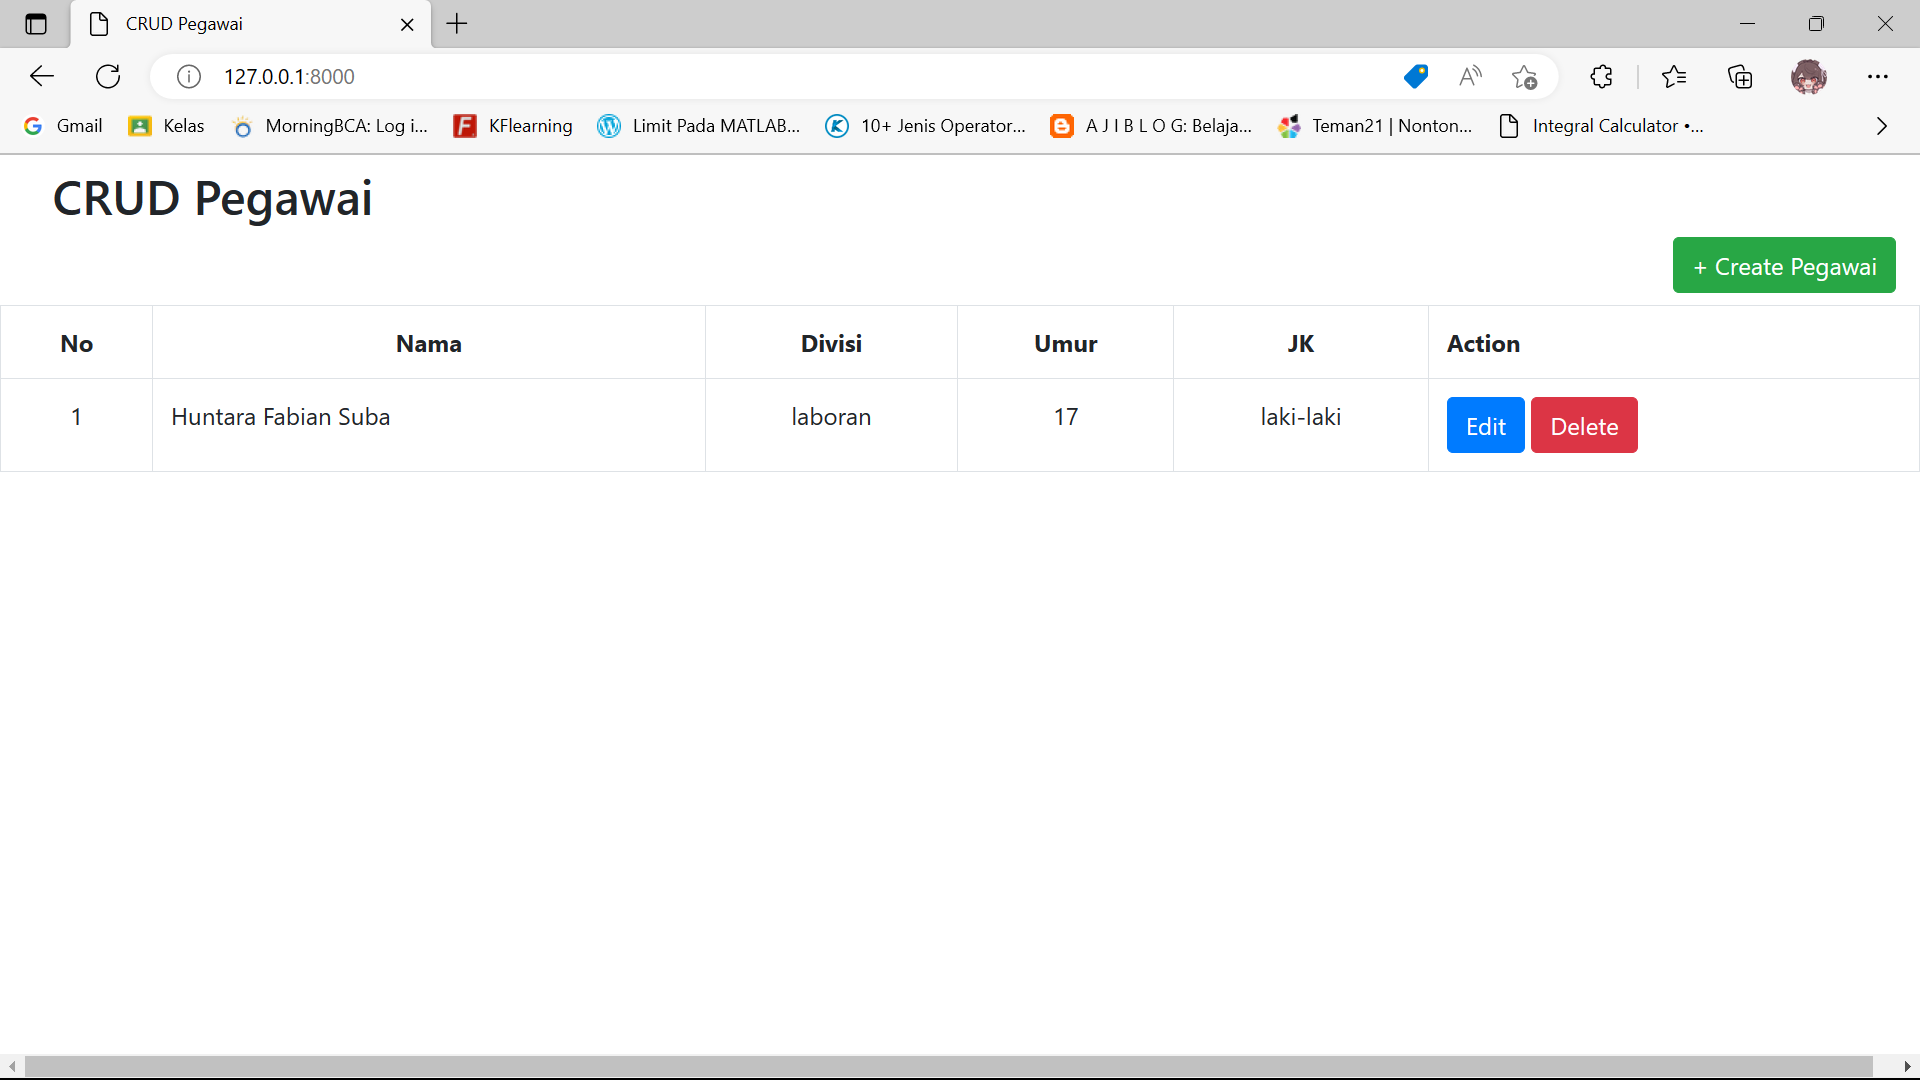 CRUD Pegawai
127.0.0.1:8000
Gmail Kelas MorningBCA: Log i... KFlearning Limit Pada MATLAB... 10+ Jenis Operator... A J I B L O G: Belaja... Teman21 | Nonton... Integral Calculator •...
CRUD Pegawai
+ Create Pegawai
No Nama Divisi Umur JK Action
1 Huntara Fabian Suba laboran 17 laki-laki Edit Delete